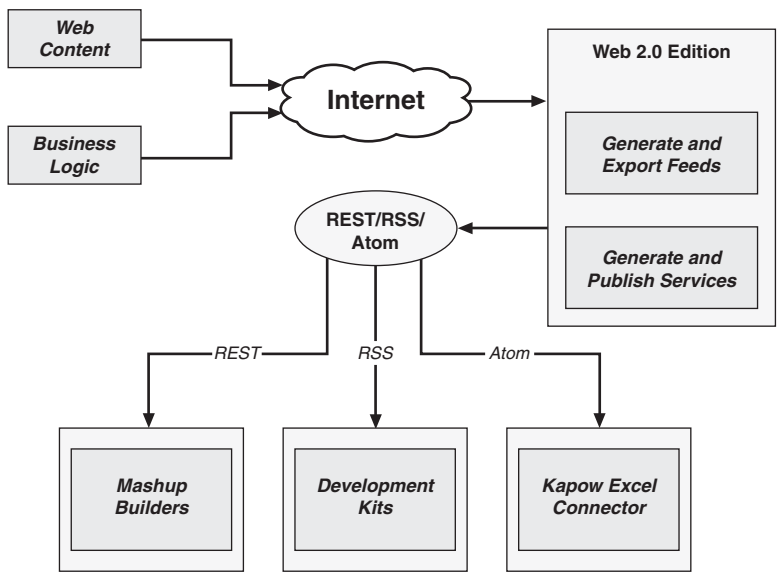 Web
Content
Business
Logic
Internet
Web 2.0 Edition
Generate and
Export Feeds
Generate and
Publish Services
REST/RSS/
Atom
REST
RSS
Atom
Mashup
Builders
Development
Kits
Kapow Excel
Connector